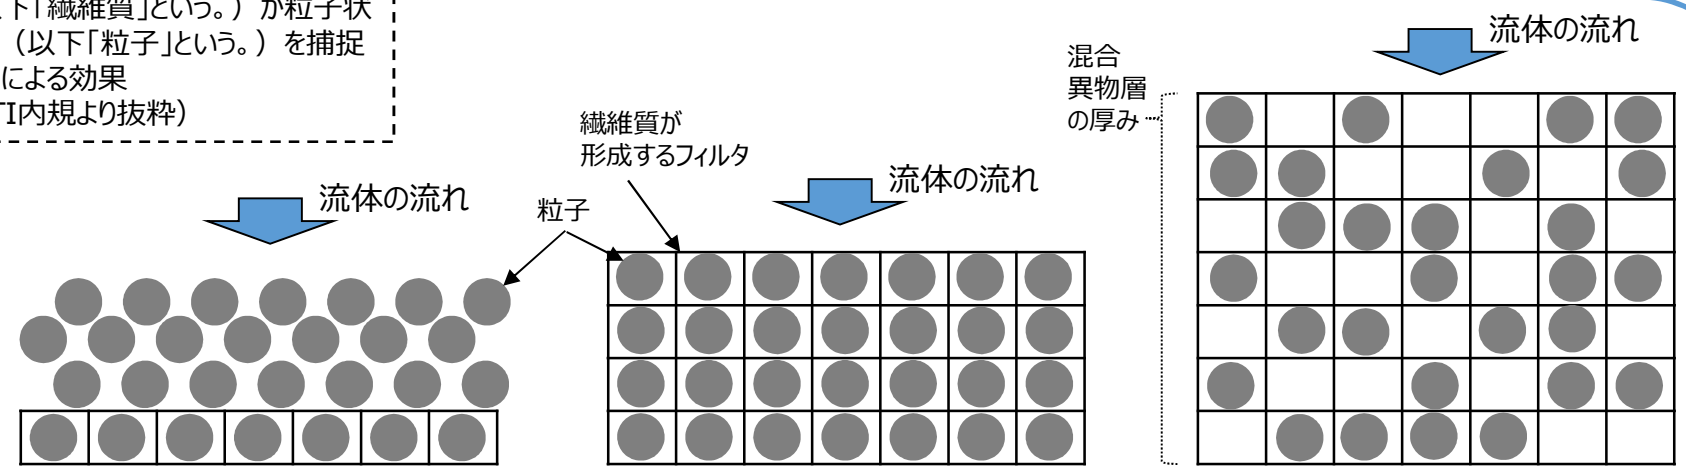 下「繊維質」という。）が粒子状
（以下「粒子」という。）を捕捉
による効果
TI内規より抜粋）
流体の流れ
粒子
繊維質が
形成するフィルタ
流体の流れ
混合
異物層
の厚み
流体の流れ